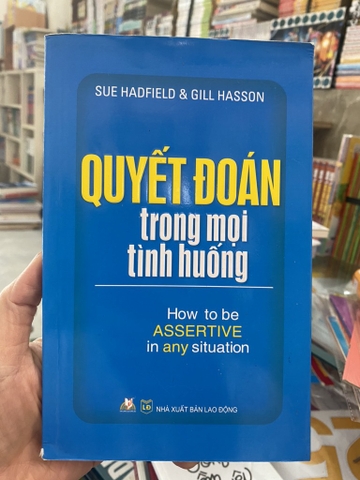 SUE HADFIELD & GILL HASSON
QUYẾT ĐOÁN
trong mọi
tình huống
How to be
ASSERTIVE
in any situation
LĐ
NHÀ XUẤT BẢN LAO ĐỘNG